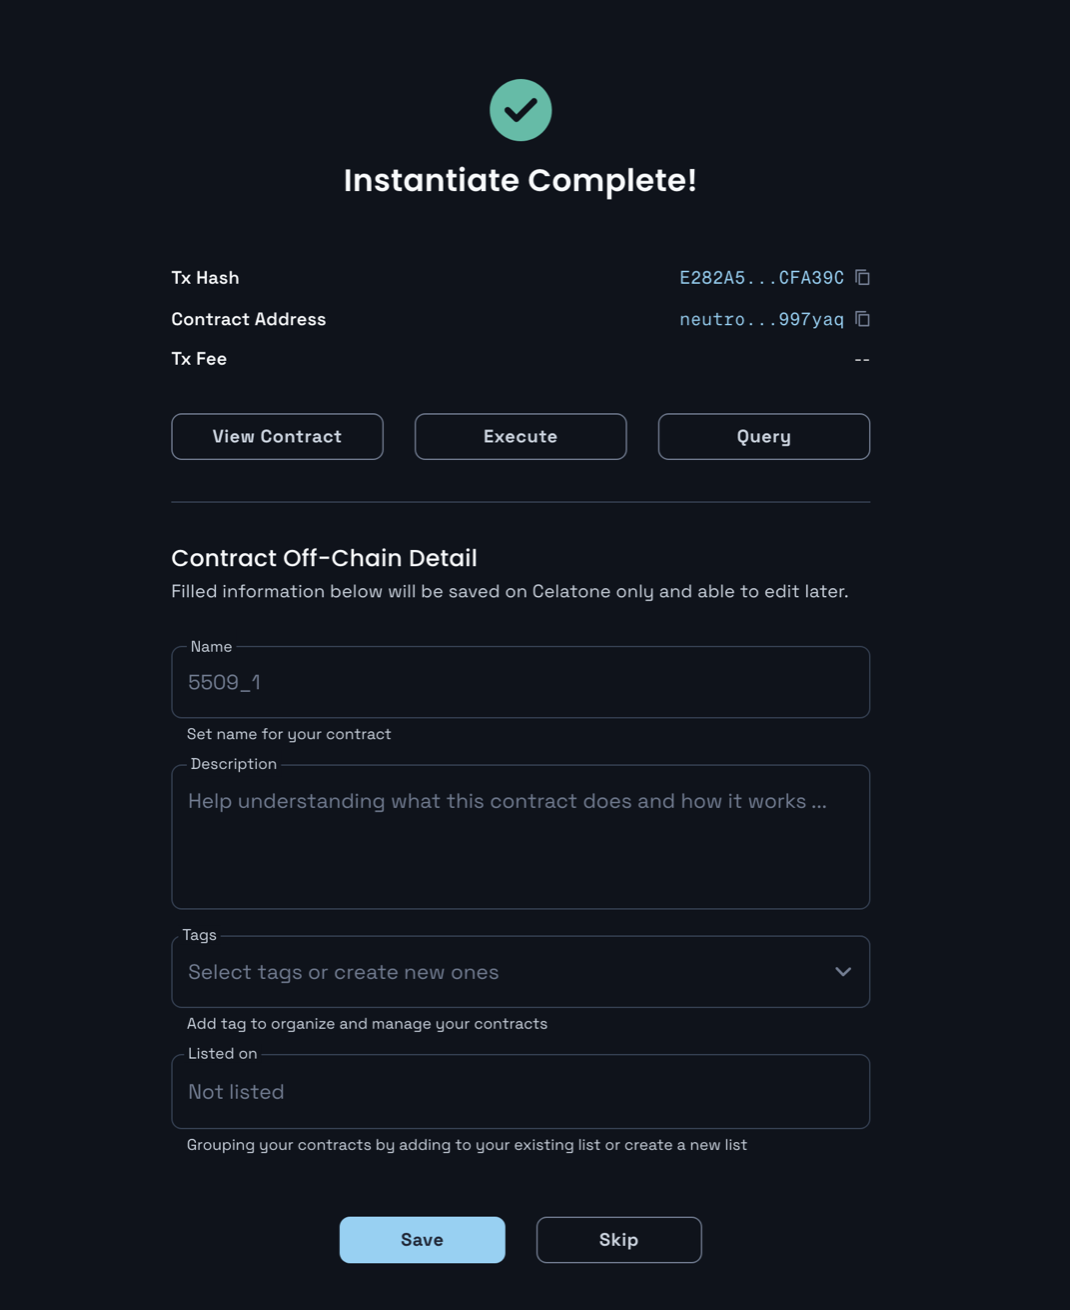 Instantiate Complete!
Tx Hash E282A5...CFA39C
Contract Address neutro...997yaq
Tx Fee --
View Contract Execute Query
Contract Off-Chain Detail
Filled information below will be saved on Celatone only and able to edit later.
Name
5509_1
Set name for your contract
Description
Help understanding what this contract does and how it works ...
Tags
Select tags or create new ones
Add tag to organize and manage your contracts
Listed on
Not listed
Grouping your contracts by adding to your existing list or create a new list
Save Skip